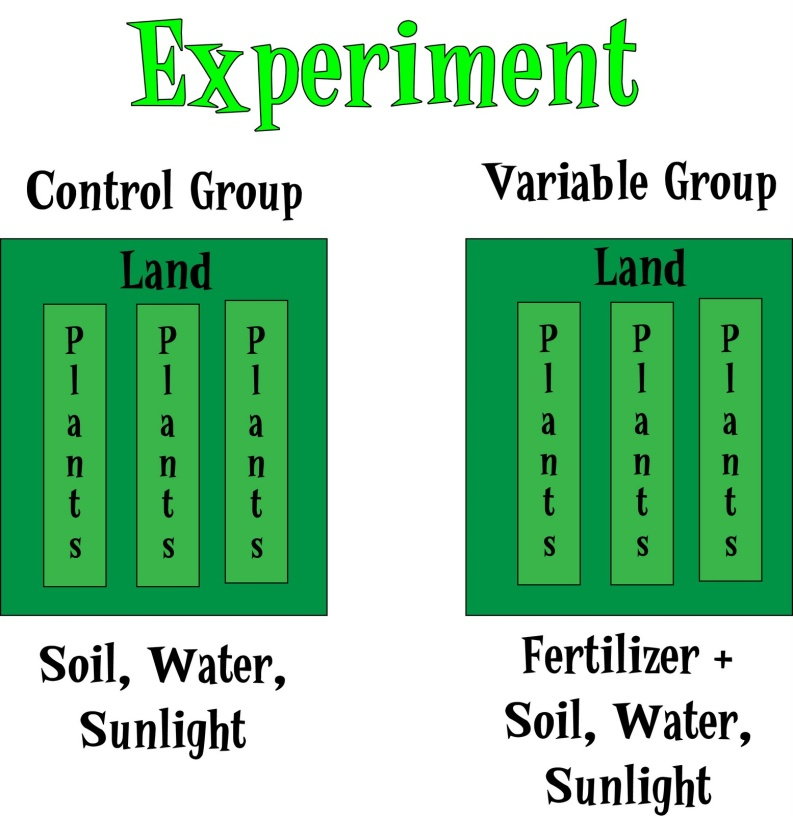 Experiment
Control Group
Land
Plants
Plants
Plants
Soil, Water,
Sunlight
Variable Group
Land
Plants
Plants
Plants
Fertilizer +
Soil, Water,
Sunlight